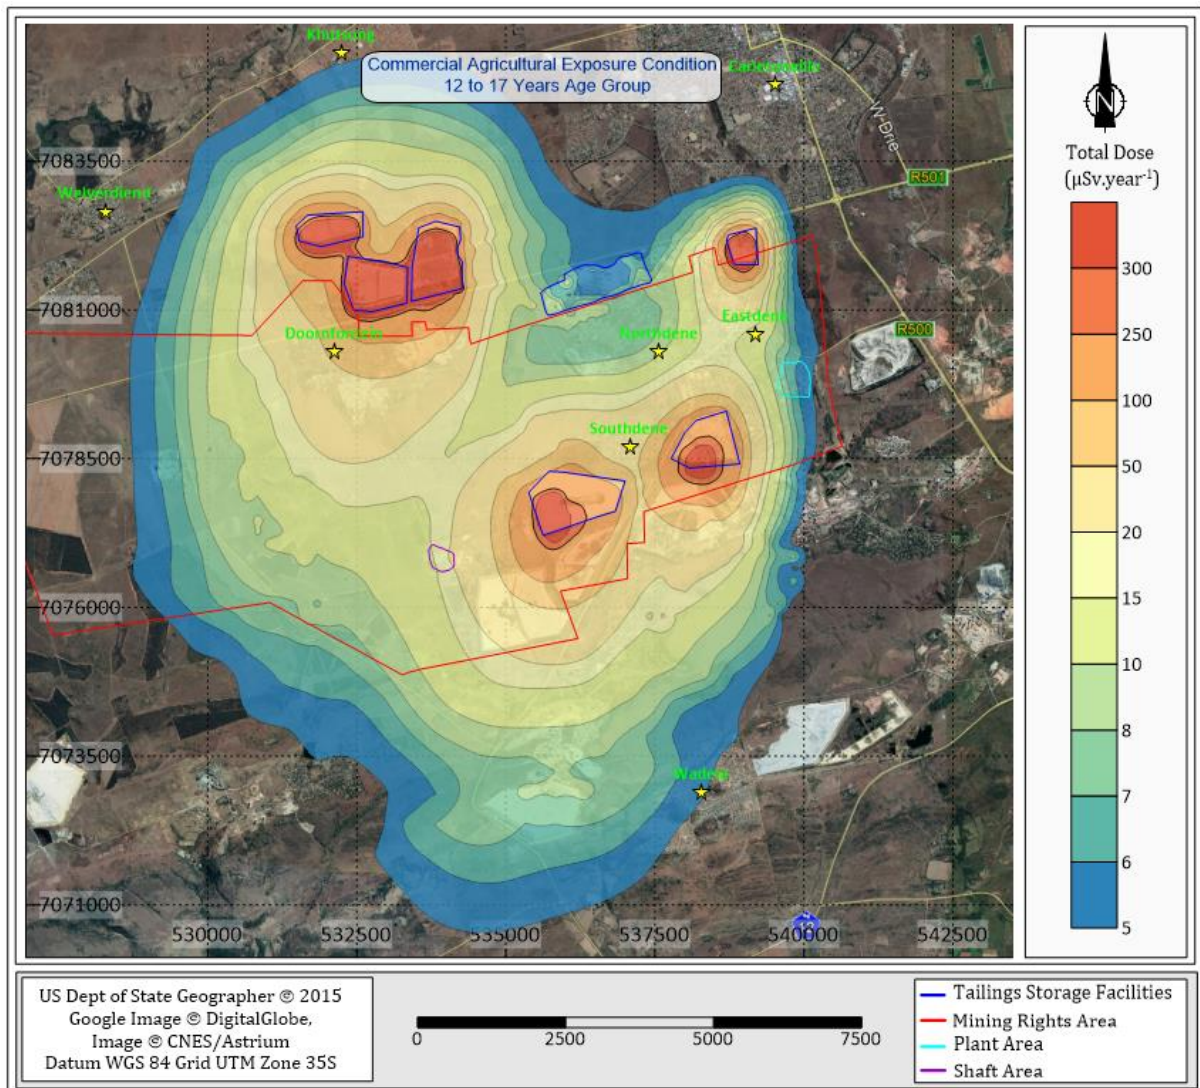 Khutsong
Commercial Agricultural Exposure Condition
12 to 17 Years Age Group
Carletonville
W-Drie
7083500
Welverdiend
R501
7081000
Doornfontein
Northdene
Eastdene
R500
Southdene
7078500
7076000
7073500
Wadela
7071000
530000
532500
535000
537500
540000
542500
N
Total Dose
(µSv.year⁻¹)
300
250
100
50
20
15
10
8
7
6
5
US Dept of State Geographer © 2015
Google Image © DigitalGlobe,
Image © CNES/Astrium
Datum WGS 84 Grid UTM Zone 35S
0
2500
5000
7500
Tailings Storage Facilities
Mining Rights Area
Plant Area
Shaft Area